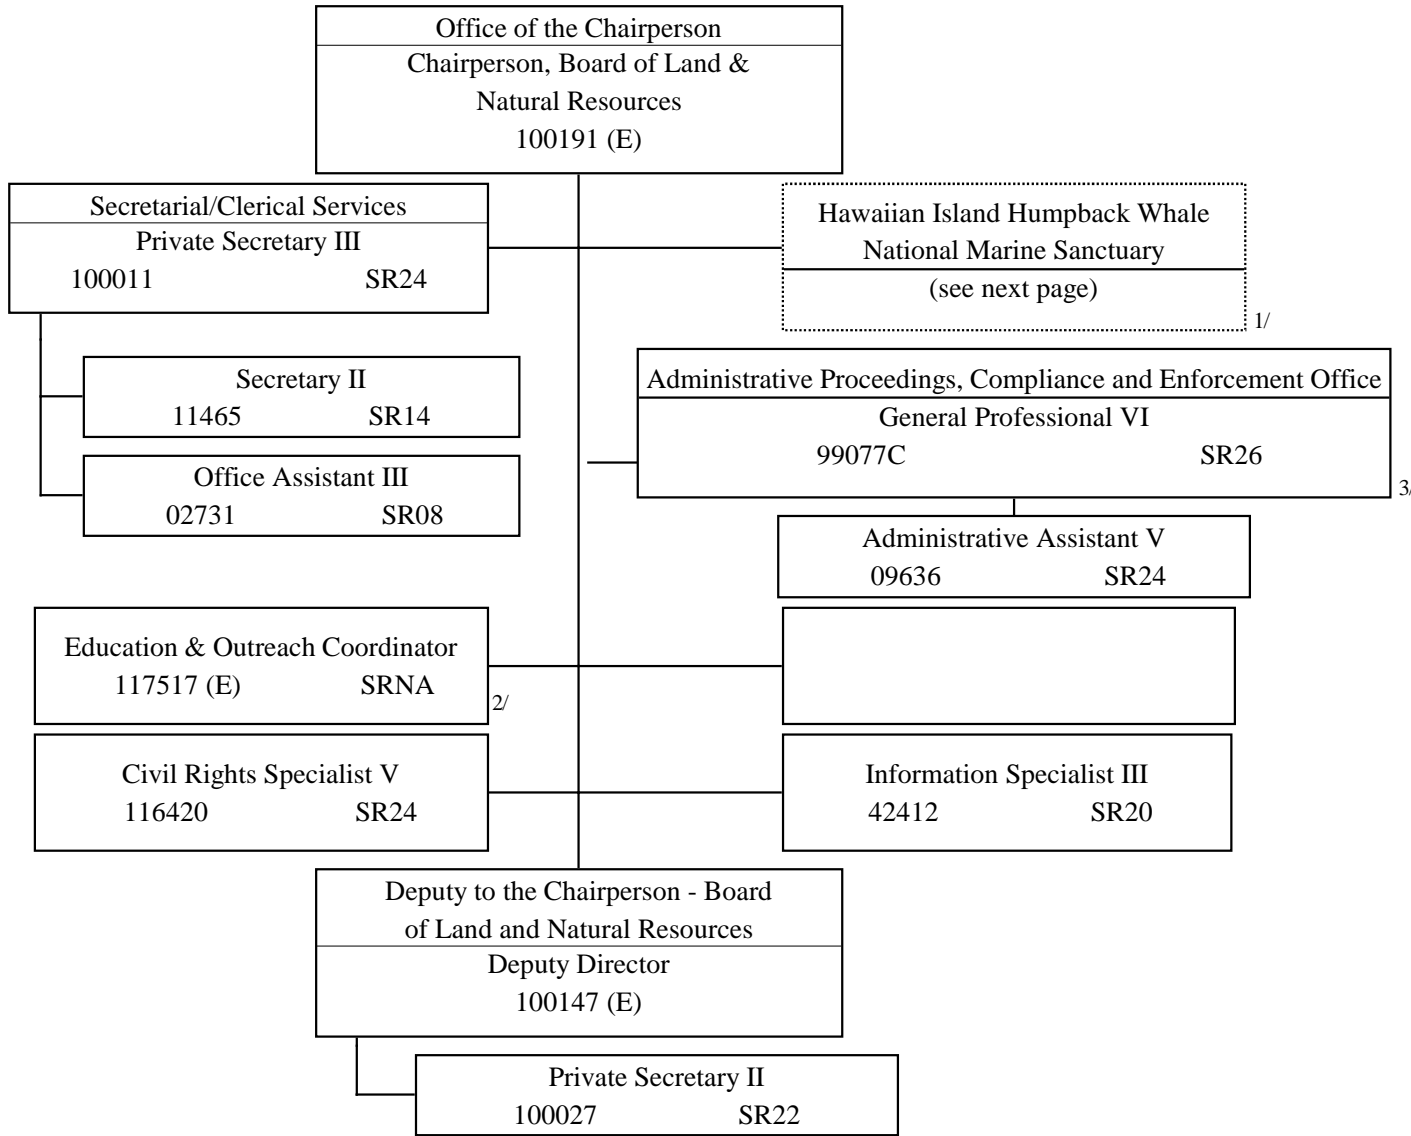 Office of the Chairperson
Chairperson, Board of Land &
Natural Resources
100191 (E)
Secretarial/Clerical Services
Private Secretary III
100011 SR24
Hawaiian Island Humpback Whale
National Marine Sanctuary
(see next page)
1/
Secretary II
11465 SR14
Office Assistant III
02731 SR08
Administrative Proceedings, Compliance and Enforcement Office
General Professional VI
99077C SR26
3/
Administrative Assistant V
09636 SR24
Education & Outreach Coordinator
117517 (E) SRNA
2/
Civil Rights Specialist V
116420 SR24
Information Specialist III
42412 SR20
Deputy to the Chairperson - Board
of Land and Natural Resources
Deputy Director
100147 (E)
Private Secretary II
100027 SR22